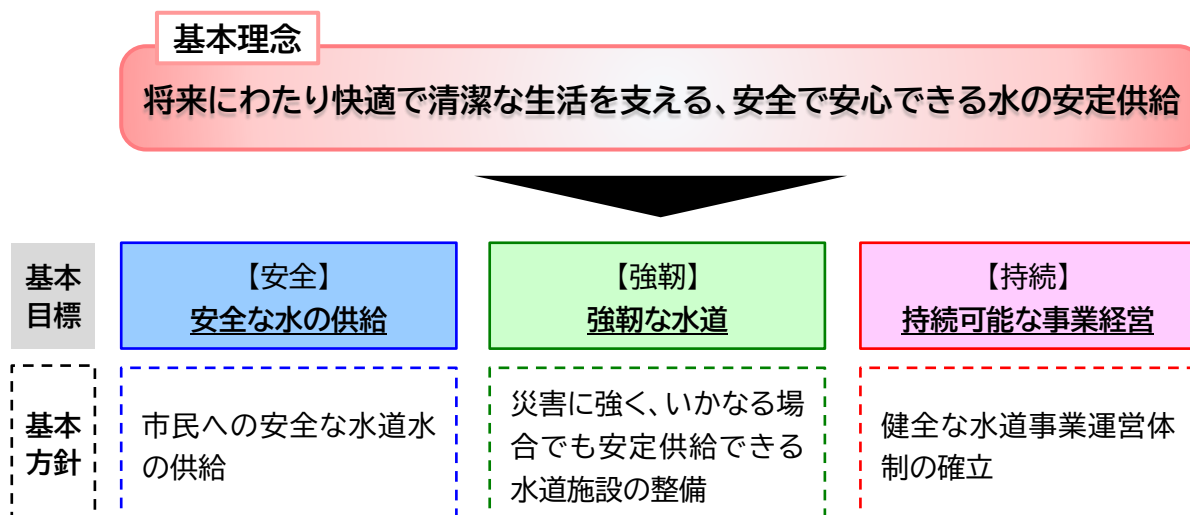 基本理念
将来にわたり快適で清潔な生活を支える、安全で安心できる水の安定供給
基本
目標
【安全】
安全な水の供給
【強靭】
強靭な水道
【持続】
持続可能な事業経営
基本
方針
市民への安全な水道水
の供給
災害に強く、いかなる場
合でも安定供給できる
水道施設の整備
健全な水道事業運営体
制の確立